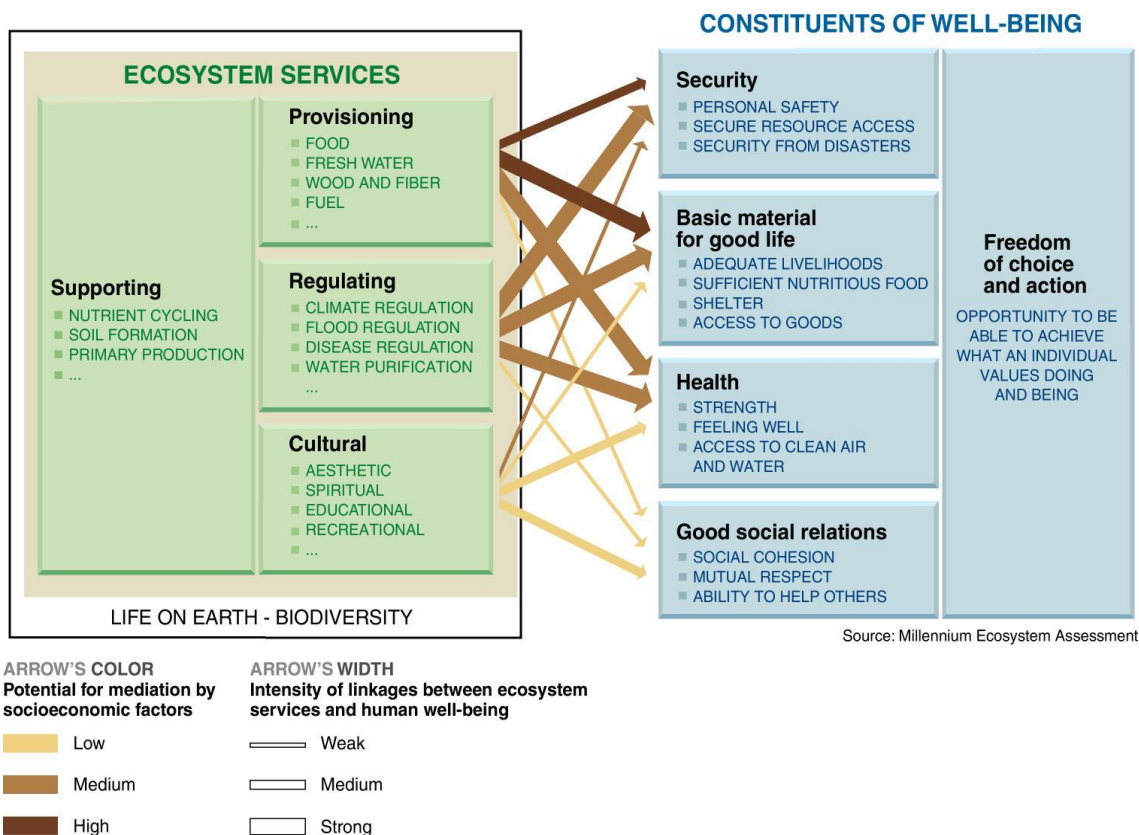 CONSTITUENTS OF WELL-BEING
ECOSYSTEM SERVICES
Supporting
NUTRIENT CYCLING
SOIL FORMATION
PRIMARY PRODUCTION
...
Provisioning
FOOD
FRESH WATER
WOOD AND FIBER
FUEL
...
Regulating
CLIMATE REGULATION
FLOOD REGULATION
DISEASE REGULATION
WATER PURIFICATION
...
Cultural
AESTHETIC
SPIRITUAL
EDUCATIONAL
RECREATIONAL
...
LIFE ON EARTH - BIODIVERSITY
Security
PERSONAL SAFETY
SECURE RESOURCE ACCESS
SECURITY FROM DISASTERS
Basic material
for good life
ADEQUATE LIVELIHOODS
SUFFICIENT NUTRITIOUS FOOD
SHELTER
ACCESS TO GOODS
Health
STRENGTH
FEELING WELL
ACCESS TO CLEAN AIR
AND WATER
Good social relations
SOCIAL COHESION
MUTUAL RESPECT
ABILITY TO HELP OTHERS
Freedom
of choice
and action
OPPORTUNITY TO BE
ABLE TO ACHIEVE
WHAT AN INDIVIDUAL
VALUES DOING
AND BEING
Source: Millennium Ecosystem Assessment
ARROW'S COLOR
Potential for mediation by
socioeconomic factors
Low
Medium
High
ARROW'S WIDTH
Intensity of linkages between ecosystem
services and human well-being
Weak
Medium
Strong